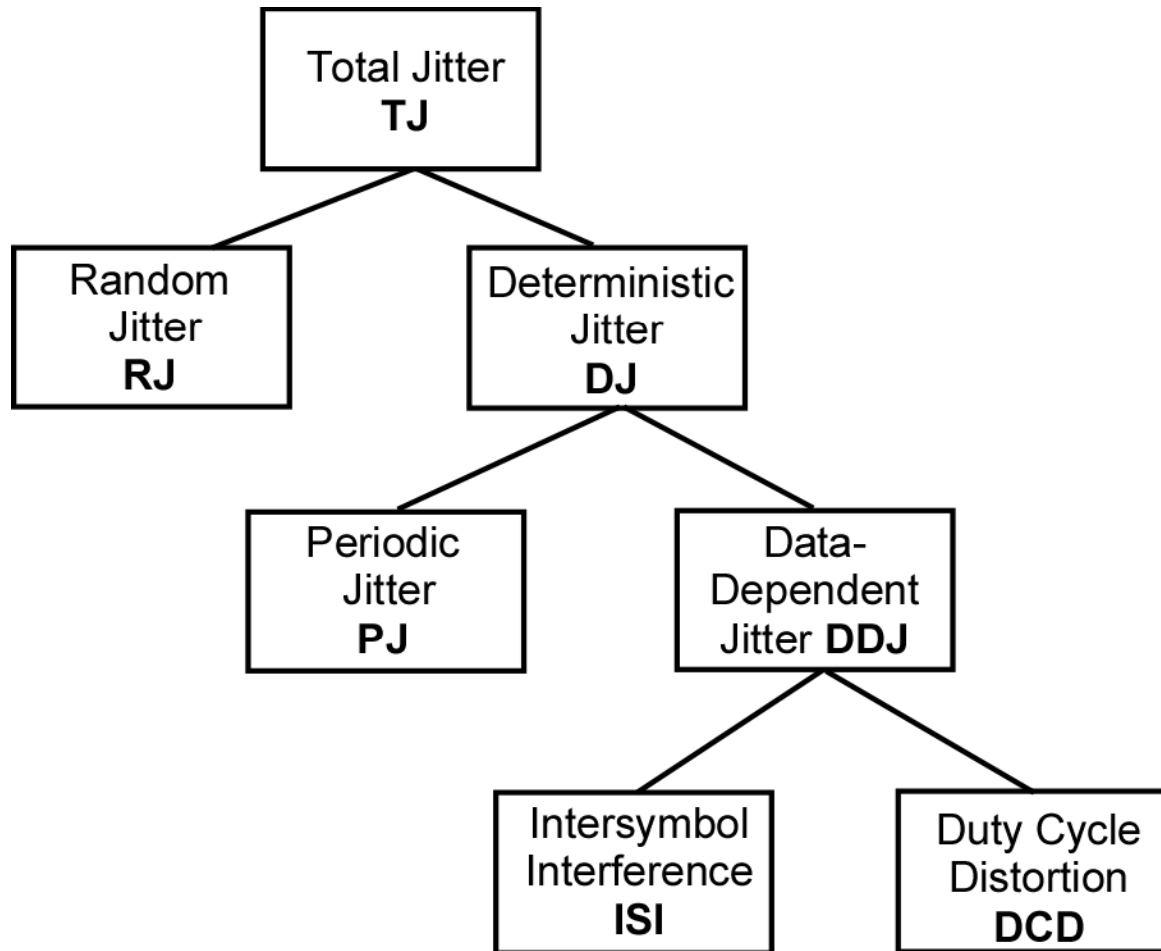 Total Jitter
TJ
Random
Jitter
RJ
Deterministic
Jitter
DJ
Periodic
Jitter
PJ
Data-
Dependent
Jitter DDJ
Intersymbol
Interference
ISI
Duty Cycle
Distortion
DCD